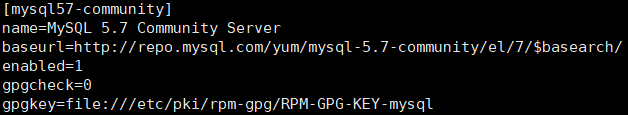 [mysql57-community]
name=MySQL 5.7 Community Server
baseurl=http://repo.mysql.com/yum/mysql-5.7-community/el/7/$basearch/
enabled=1
gpgcheck=0
gpgkey=file:///etc/pki/rpm-gpg/RPM-GPG-KEY-mysql